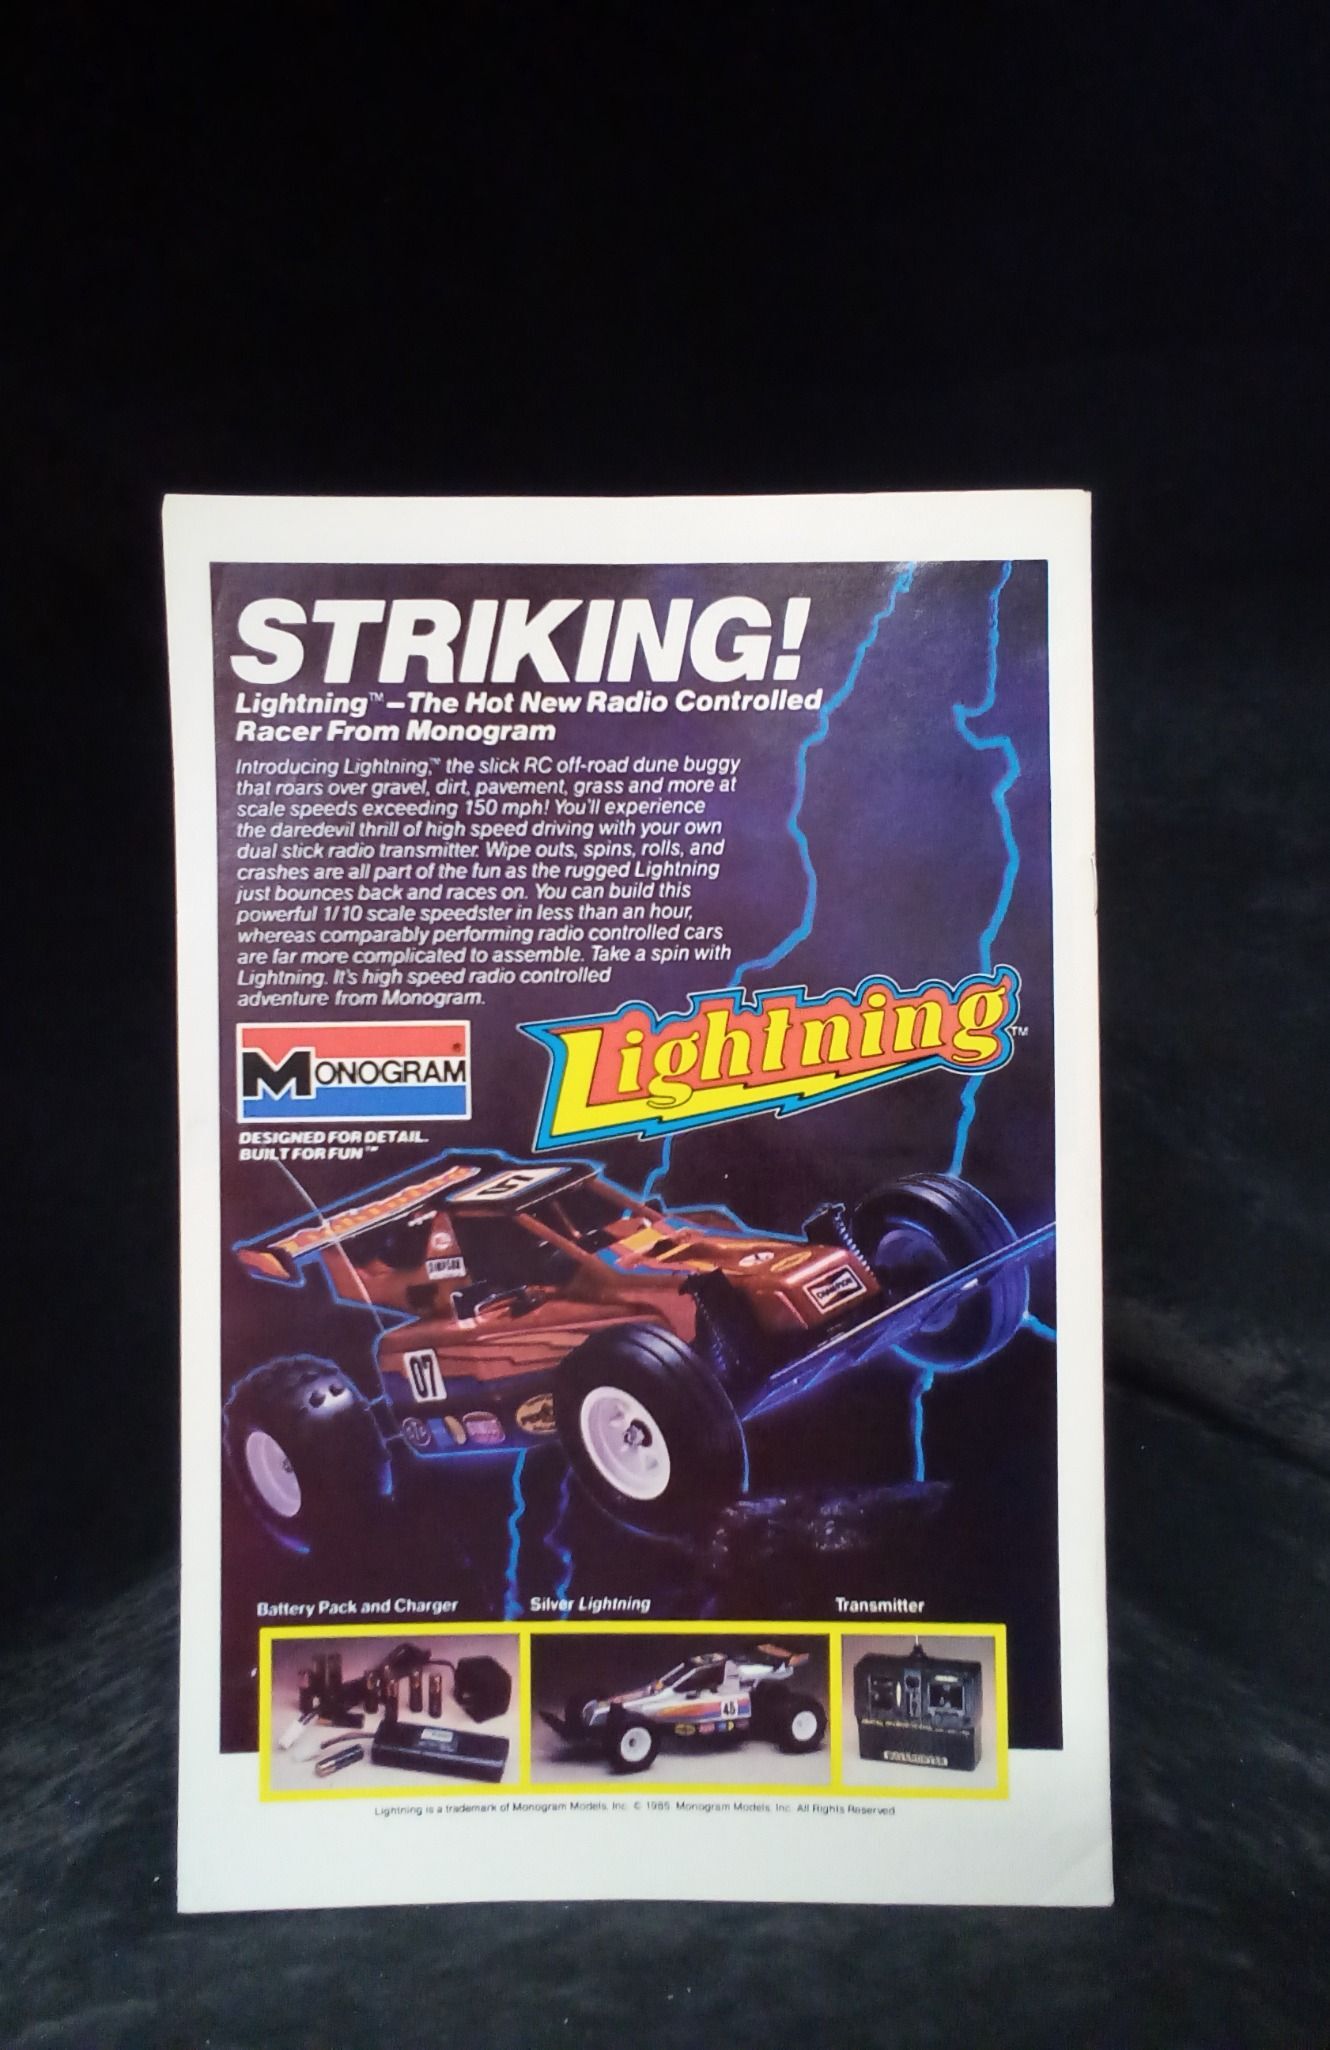 STRIKING!
Lightning™–The Hot New Radio Controlled
Racer From Monogram
Introducing Lightning,™ the slick RC off-road dune buggy
that roars over gravel, dirt, pavement, grass and more at
scale speeds exceeding 150 mph! You'll experience
the daredevil thrill of high speed driving with your own
dual stick radio transmitter. Wipe outs, spins, rolls, and
crashes are all part of the fun as the rugged Lightning
just bounces back and races on. You can build this
powerful 1/10 scale speedster in less than an hour,
whereas comparably performing radio controlled cars
are far more complicated to assemble. Take a spin with
Lightning. It's high speed radio controlled
adventure from Monogram.
Lightning™
MONOGRAM®
DESIGNED FOR DETAIL.
BUILT FOR FUN™
07
SIMPSON
CHAMPION
07
STP
Battery Pack and Charger
Silver Lightning
Transmitter
45
Lightning is a trademark of Monogram Models, Inc. © 1985 Monogram Models, Inc. All Rights Reserved